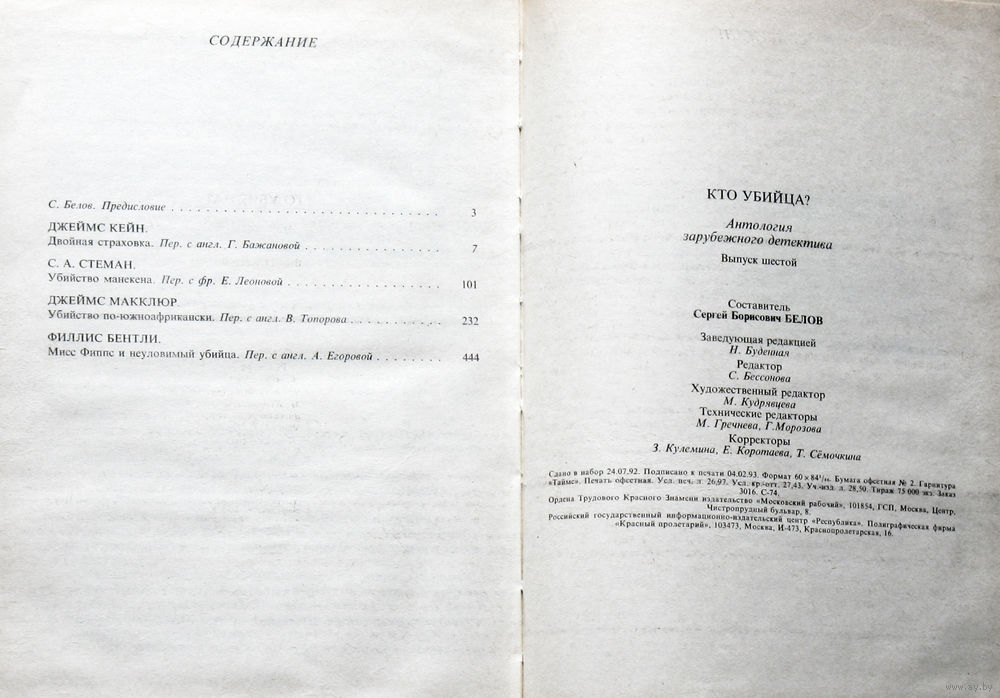 СОДЕРЖАНИЕ
С. Белов. Предисловие . . . . . . . . . . . . . . . . . . . . . . . . . . . . 3
ДЖЕЙМС КЕЙН.
Двойная страховка. Пер. с англ. Г. Бажановой . . . . . . . . . . . . . . 7
С. А. СТЕМАН.
Убийство манекена. Пер. с фр. Е. Леоновой . . . . . . . . . . . . . . . 101
ДЖЕЙМС МАККЛЮР.
Убийство по-южноафрикански. Пер. с англ. В. Топорова . . . . . . . . . . 232
ФИЛЛИС БЕНТЛИ.
Мисс Фиппс и неуловимый убийца. Пер. с англ. А. Егоровой . . . . . . . . 444
КТО УБИЙЦА?
Антология
зарубежного детектива
Выпуск шестой
Составитель
Сергей Борисович БЕЛОВ
Заведующая редакцией
Н. Буденная
Редактор
С. Бессонова
Художественный редактор
М. Кудрявцева
Технические редакторы
М. Гречнева, Г.Морозова
Корректоры
З. Кулемина, Е. Коротаева, Т. Сёмочкина
Сдано в набор 24.07.92. Подписано к печати 04.02.93. Формат 60 × 84 1/16. Бумага офсетная № 2. Гарнитура
«Таймс». Печать офсетная. Усл. печ. л. 26,97. Усл. кр.-отт. 27,43. Уч.-изд. л. 28,50. Тираж 75 000 экз. Заказ
3016. С-74.
Ордена Трудового Красного Знамени издательство «Московский рабочий», 101854, ГСП, Москва, Центр,
Чистопрудный бульвар, 8.
Российский государственный информационно-издательский центр «Республика». Полиграфическая фирма
«Красный пролетарий», 103473, Москва, И-473, Краснопролетарская, 16.
www.ay.by